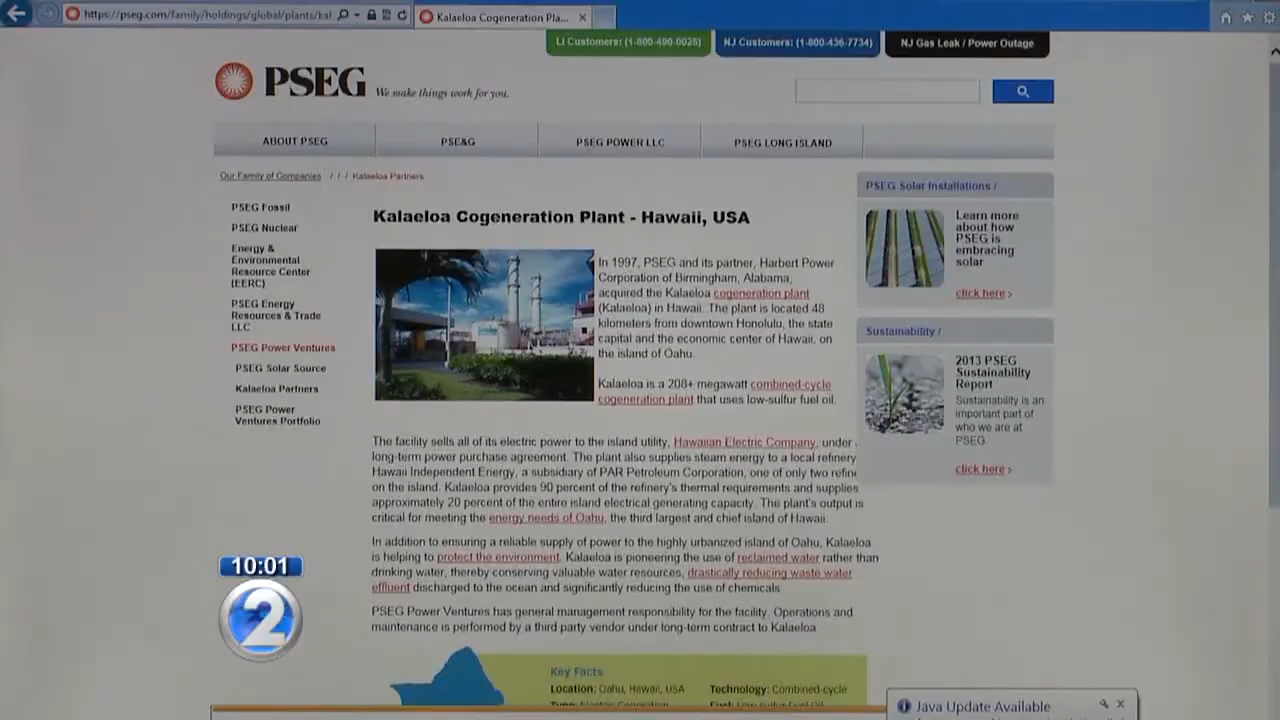 https://pseg.com/family/holdings/global/plants/kal
Kalaeloa Cogeneration Pla...
LI Customers: (1-800-490-0025)
NJ Customers: (1-800-436-7734)
NJ Gas Leak / Power Outage
PSEG We make things work for you.
ABOUT PSEG
PSE&G
PSEG POWER LLC
PSEG LONG ISLAND
Our Family of Companies / / / Kalaeloa Partners
PSEG Fossil
PSEG Nuclear
Energy &
Environmental
Resource Center
(EERC)
PSEG Energy
Resources & Trade
LLC
PSEG Power Ventures
PSEG Solar Source
Kalaeloa Partners
PSEG Power
Ventures Portfolio
Kalaeloa Cogeneration Plant - Hawaii, USA
In 1997, PSEG and its partner, Harbert Power
Corporation of Birmingham, Alabama,
acquired the Kalaeloa cogeneration plant
(Kalaeloa) in Hawaii. The plant is located 48
kilometers from downtown Honolulu, the state
capital and the economic center of Hawaii, on
the island of Oahu.
Kalaeloa is a 208+ megawatt combined-cycle
cogeneration plant that uses low-sulfur fuel oil.
The facility sells all of its electric power to the island utility, Hawaiian Electric Company, under
long-term power purchase agreement. The plant also supplies steam energy to a local refinery
Hawaii Independent Energy, a subsidiary of PAR Petroleum Corporation, one of only two refine
on the island. Kalaeloa provides 90 percent of the refinery's thermal requirements and supplies
approximately 20 percent of the entire island electrical generating capacity. The plant's output is
critical for meeting the energy needs of Oahu, the third largest and chief island of Hawaii.
In addition to ensuring a reliable supply of power to the highly urbanized island of Oahu, Kalaeloa
is helping to protect the environment. Kalaeloa is pioneering the use of reclaimed water rather than
drinking water, thereby conserving valuable water resources, drastically reducing waste water
effluent discharged to the ocean and significantly reducing the use of chemicals
PSEG Power Ventures has general management responsibility for the facility. Operations and
maintenance is performed by a third party vendor under long-term contract to Kalaeloa
Key Facts
Location: Oahu, Hawaii, USA
Technology: Combined-cycle
PSEG Solar Installations /
Learn more
about how
PSEG is
embracing
solar
click here >
Sustainability /
2013 PSEG
Sustainability
Report
Sustainability is an
important part of
who we are at
PSEG
click here >
10:01
2
Java Update Available